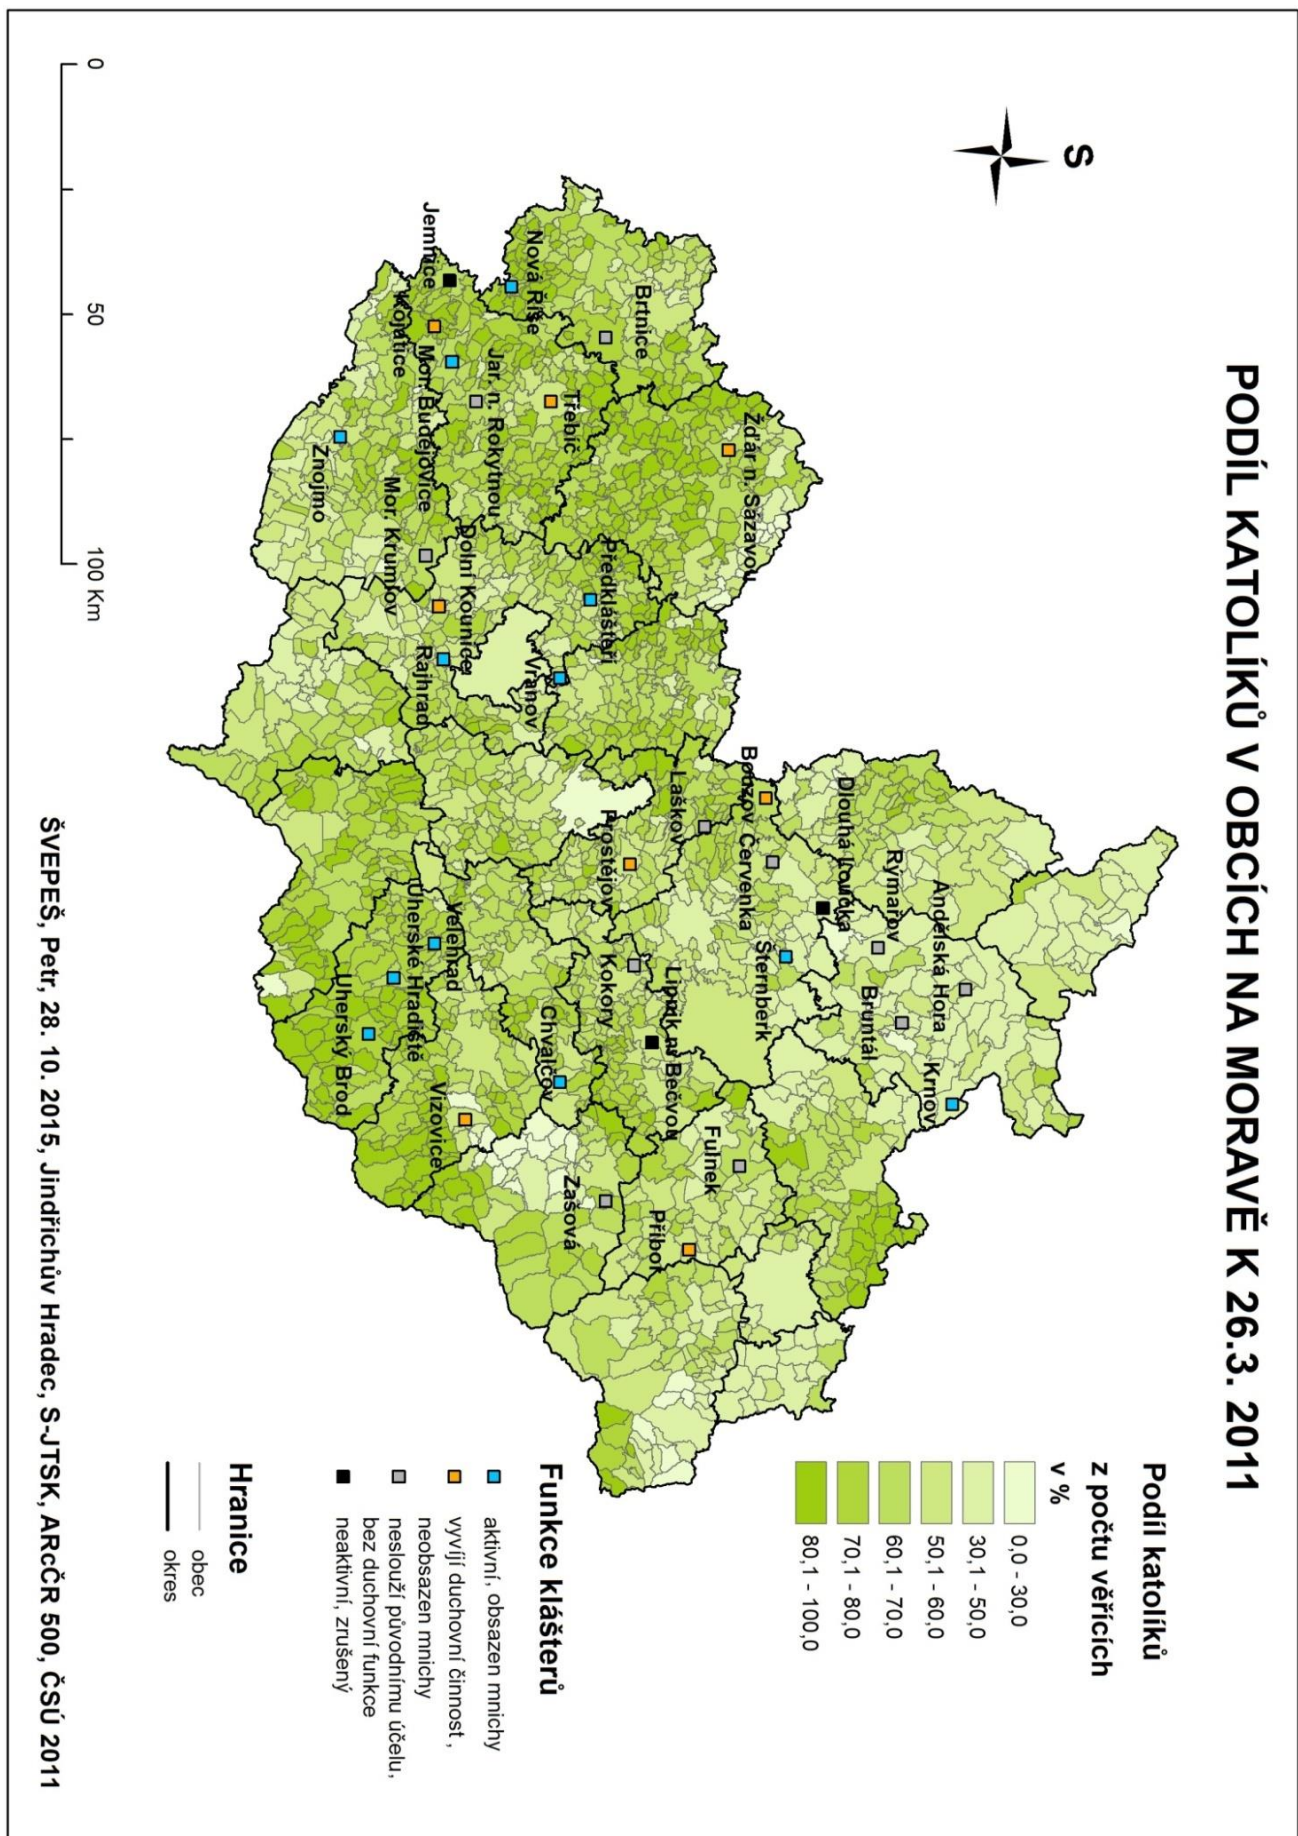 PODÍL KATOLÍKŮ V OBCÍCH NA MORAVĚ K 26.3. 2011
S
Podíl katolíků
z počtu věřících
v %
0,0 - 30,0
30,1 - 50,0
50,1 - 60,0
60,1 - 70,0
70,1 - 80,0
80,1 - 100,0
Andělská Hora
Krnov
Rýmařov
Bruntál
Dlouhá Loučka
Šternberk
Bouzov
Červenka
Žďár n. Sázavou
Laškov
Fulnek
Lipník n. Bečvou
Příbor
Brtnice
Předklášteří
Prostějov
Kokory
Zašová
Třebíč
Nová Říše
Vranov
Chvalčov
Jar. n. Rokytnou
Dolní Kounice
Velehrad
Vizovice
Jemnice
Mor. Budějovice
Rajhrad
Uherské Hradiště
Kojatice
Mor. Krumlov
Uherský Brod
Znojmo
Funkce klášterů
aktivní, obsazen mnichy
vyvíjí duchovní činnost ,
neobsazen mnichy
neslouží původnímu účelu,
bez duchovní funkce
neaktivní, zrušený
Hranice
obec
okres
0
50
100 Km
ŠVEPEŠ, Petr, 28. 10. 2015, Jindřichův Hradec, S-JTSK, ARcČR 500, ČSÚ 2011